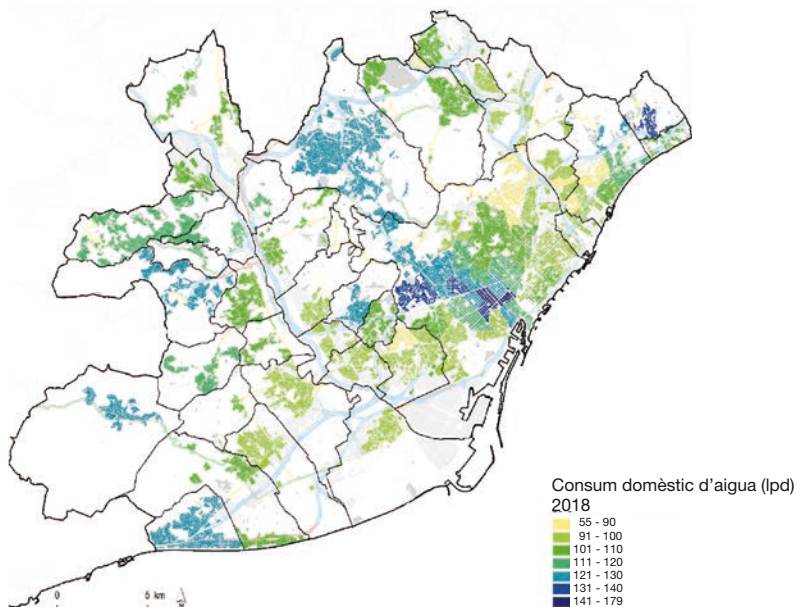 Consum domèstic d'aigua (lpd)
2018
55 - 90
91 - 100
101 - 110
111 - 120
121 - 130
131 - 140
141 - 179
0 5 km
N